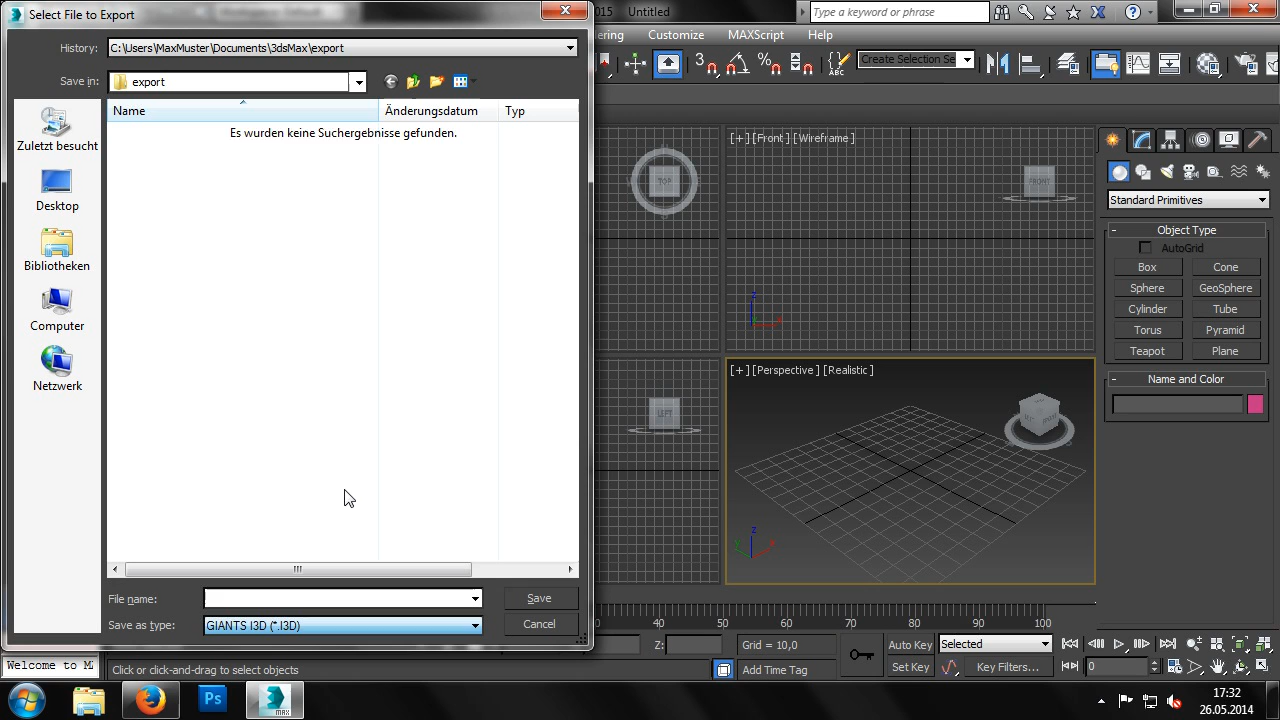 Select File to Export
015 Untitled
Type a keyword or phrase
History: C:\Users\MaxMuster\Documents\3dsMax\export
ering Customize MAXScript Help
Save in: export
Create Selection Se
Name Änderungsdatum Typ
Es wurden keine Suchergebnisse gefunden.
Zuletzt besucht
Desktop
Bibliotheken
Computer
Netzwerk
File name: Save
Save as type: GIANTS I3D (*.I3D) Cancel
TOP
[+] [Front] [Wireframe]
FRONT
z
x
LEFT
[+] [Perspective] [Realistic]
z
y
x
Standard Primitives
- Object Type
AutoGrid
Box Cone
Sphere GeoSphere
Cylinder Tube
Torus Pyramid
Teapot Plane
- Name and Color
30 40 50 60 70 80 90 100
Z: Grid = 10,0 Auto Key Selected
Welcome to M Click or click-and-drag to select objects Add Time Tag Set Key Key Filters... 0
Ps MAX
17:32
26.05.2014